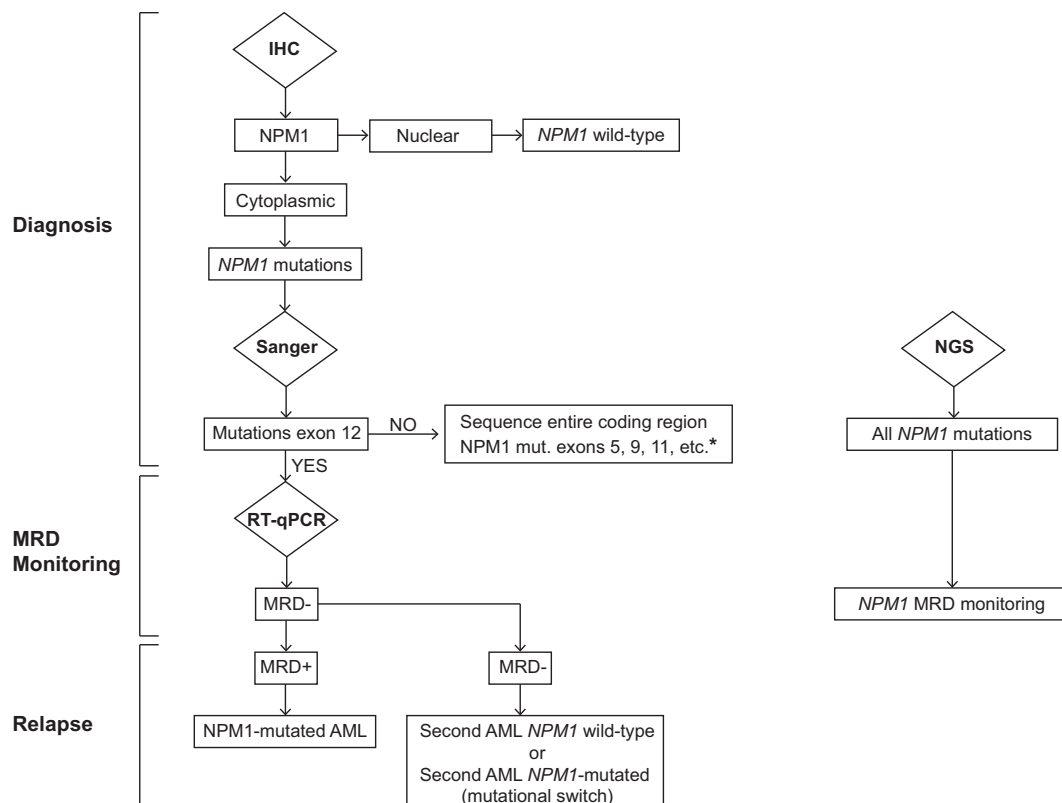 IHC
NPM1
Nuclear
NPM1 wild-type
Cytoplasmic
Diagnosis
NPM1 mutations
Sanger
NGS
Mutations exon 12
NO
Sequence entire coding region
NPM1 mut. exons 5, 9, 11, etc.*
All NPM1 mutations
YES
RT-qPCR
MRD
Monitoring
MRD-
NPM1 MRD monitoring
MRD+
MRD-
Relapse
NPM1-mutated AML
Second AML NPM1 wild-type
or
Second AML NPM1-mutated
(mutational switch)